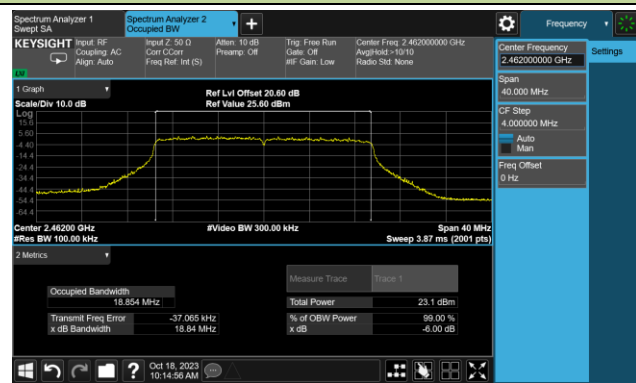 Spectrum Analyzer 1
Swept SA
Spectrum Analyzer 2
Occupied BW
Frequency
KEYSIGHT
Input: RF
Coupling: AC
Align: Auto
Input Z: 50 Ω
Corr CCorr
Freq Ref: Int (S)
Atten: 10 dB
Preamp: Off
Trig: Free Run
Gate: Off
#IF Gain: Low
Center Freq: 2.462000000 GHz
Avg|Hold:>10/10
Radio Std: None
Center Frequency
2.462000000 GHz
Settings
Span
40.000 MHz
CF Step
4.000000 MHz
Auto
Man
Freq Offset
0 Hz
1 Graph
Scale/Div 10.0 dB
Ref Lvl Offset 20.60 dB
Ref Value 25.60 dBm
Log
15.6
5.60
-4.40
-14.4
-24.4
-34.4
-44.4
-54.4
-64.4
Center 2.46200 GHz
#Res BW 100.00 kHz
#Video BW 300.00 kHz
Span 40 MHz
Sweep 3.87 ms (2001 pts)
2 Metrics
Measure Trace
Trace 1
Occupied Bandwidth
18.854 MHz
Total Power
23.1 dBm
Transmit Freq Error
-37.065 kHz
% of OBW Power
99.00 %
x dB Bandwidth
18.84 MHz
x dB
-6.00 dB
Oct 18, 2023
10:14:56 AM